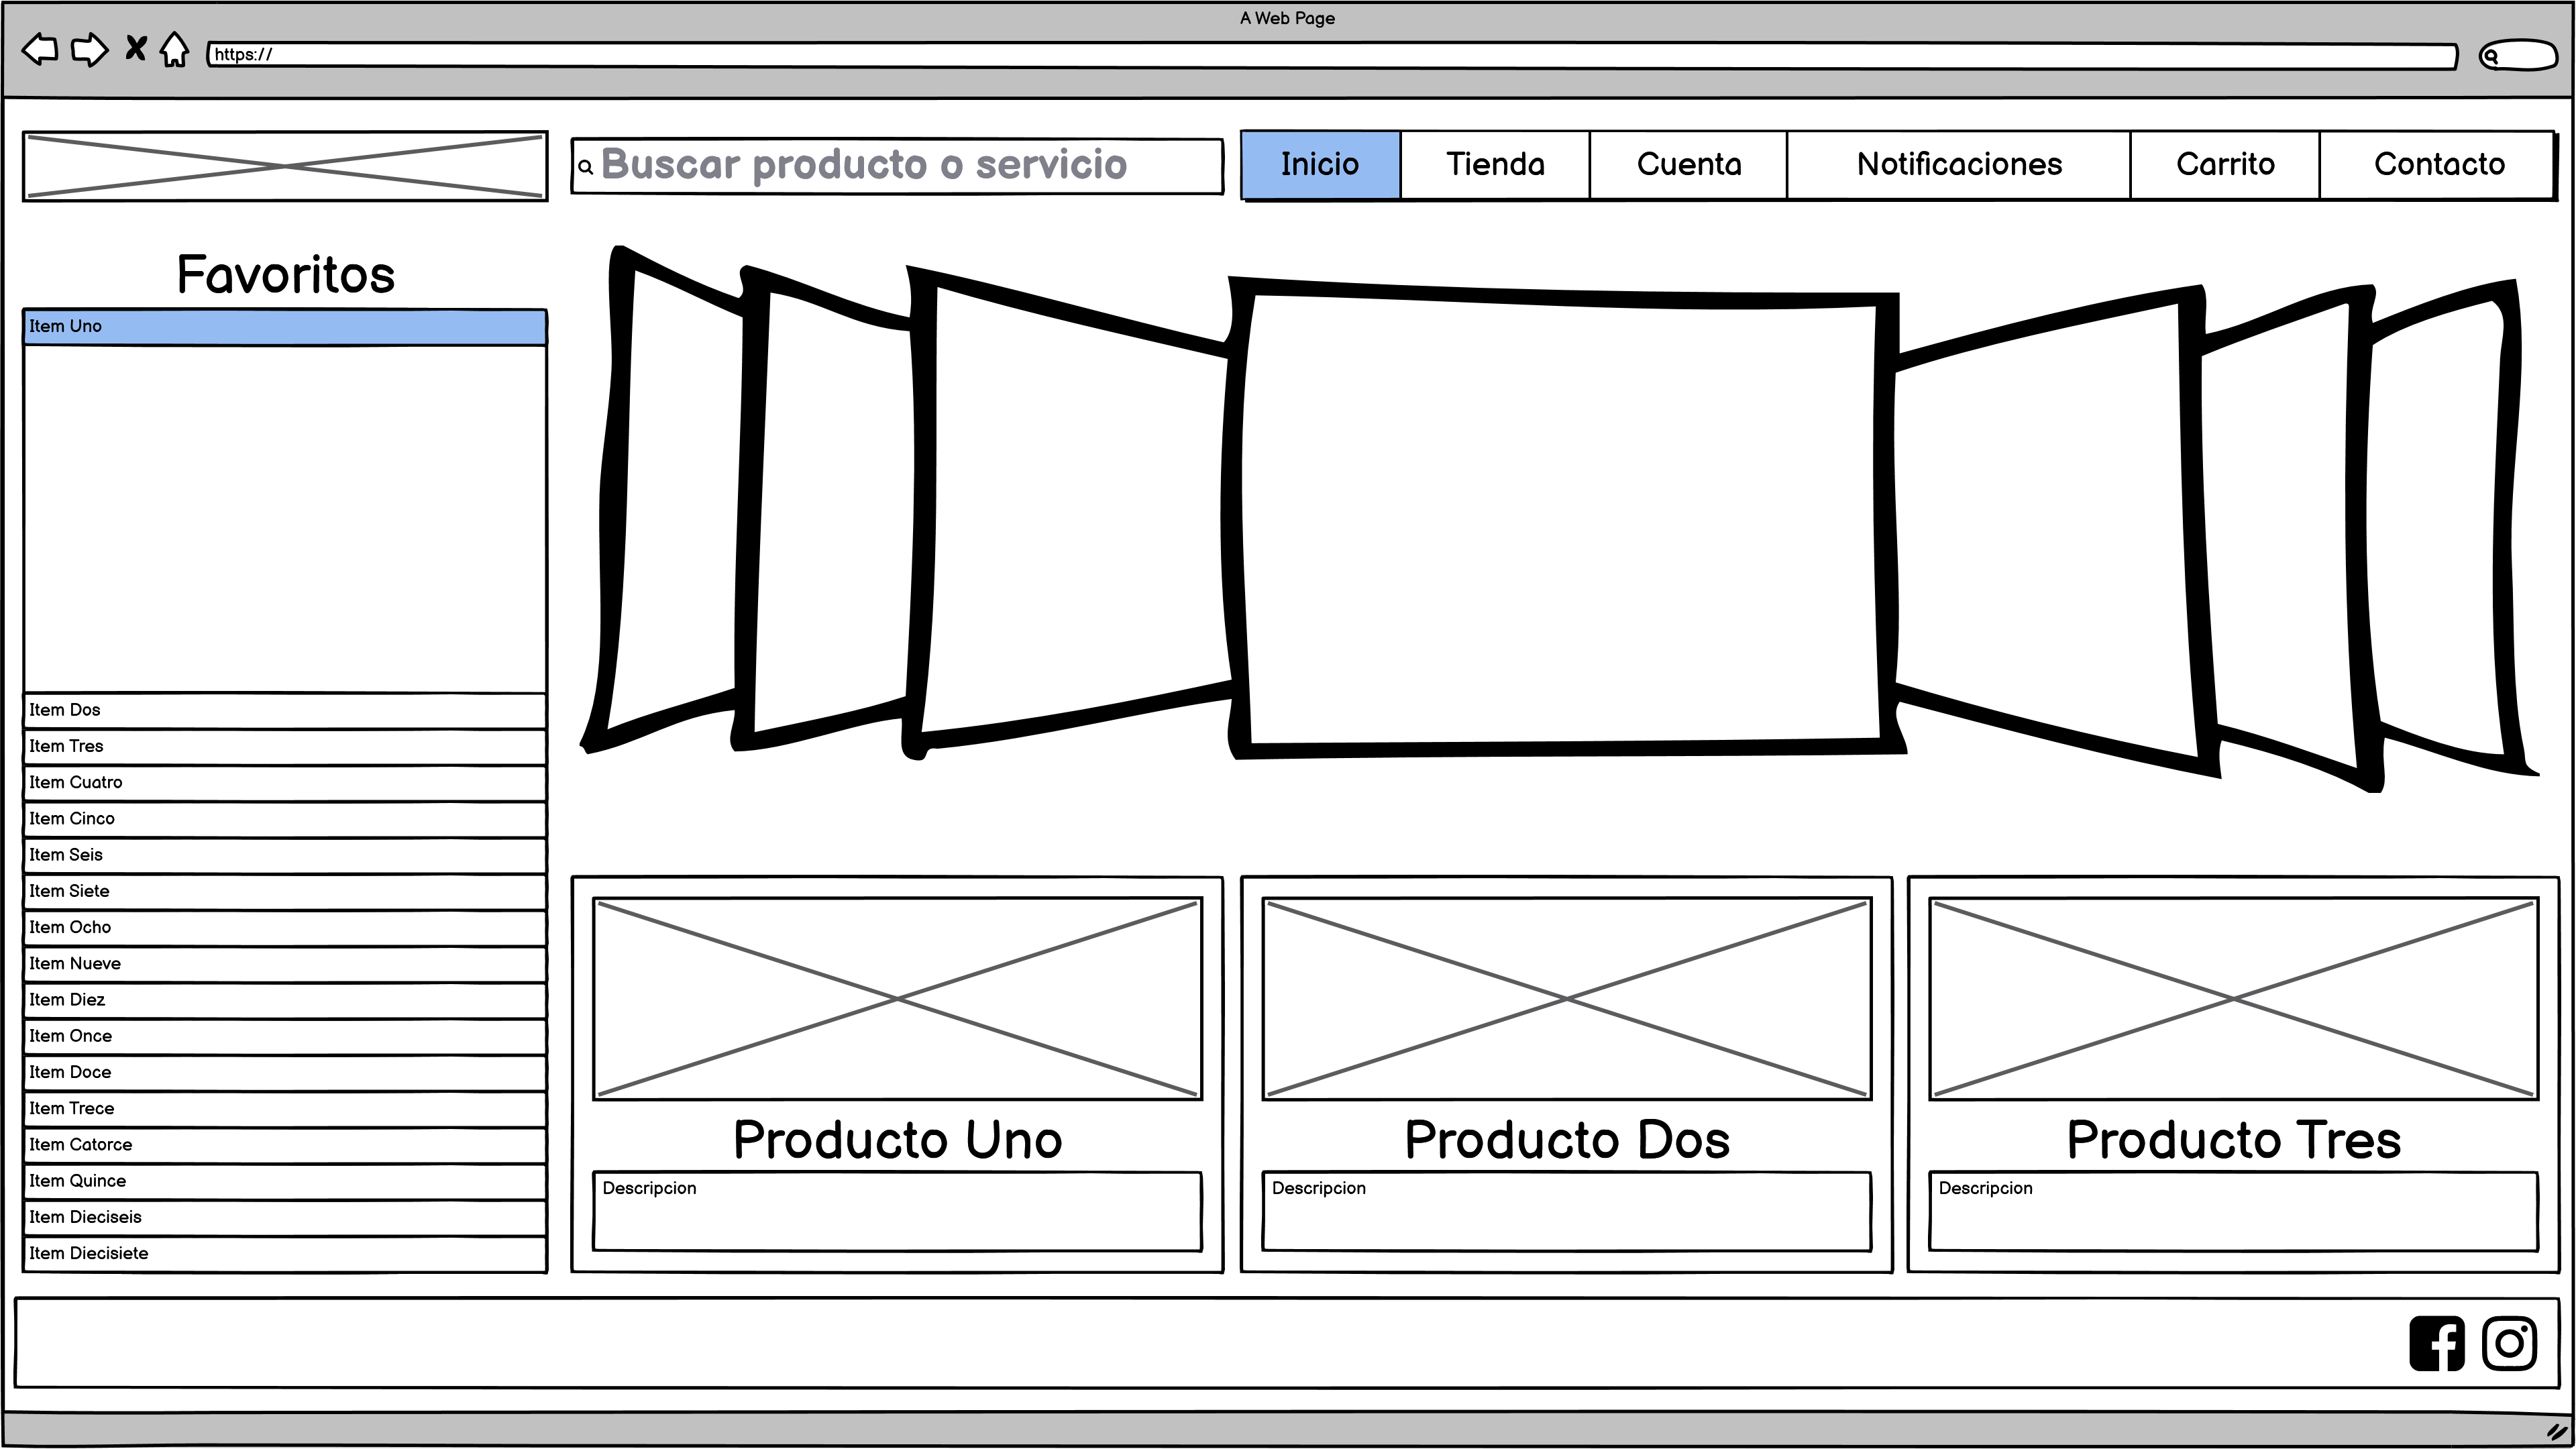 A Web Page
https://
Buscar producto o servicio
Inicio
Tienda
Cuenta
Notificaciones
Carrito
Contacto
Favoritos
Item Uno
Item Dos
Item Tres
Item Cuatro
Item Cinco
Item Seis
Item Siete
Item Ocho
Item Nueve
Item Diez
Item Once
Item Doce
Item Trece
Item Catorce
Item Quince
Item Dieciseis
Item Diecisiete
Producto Uno
Descripcion
Producto Dos
Descripcion
Producto Tres
Descripcion